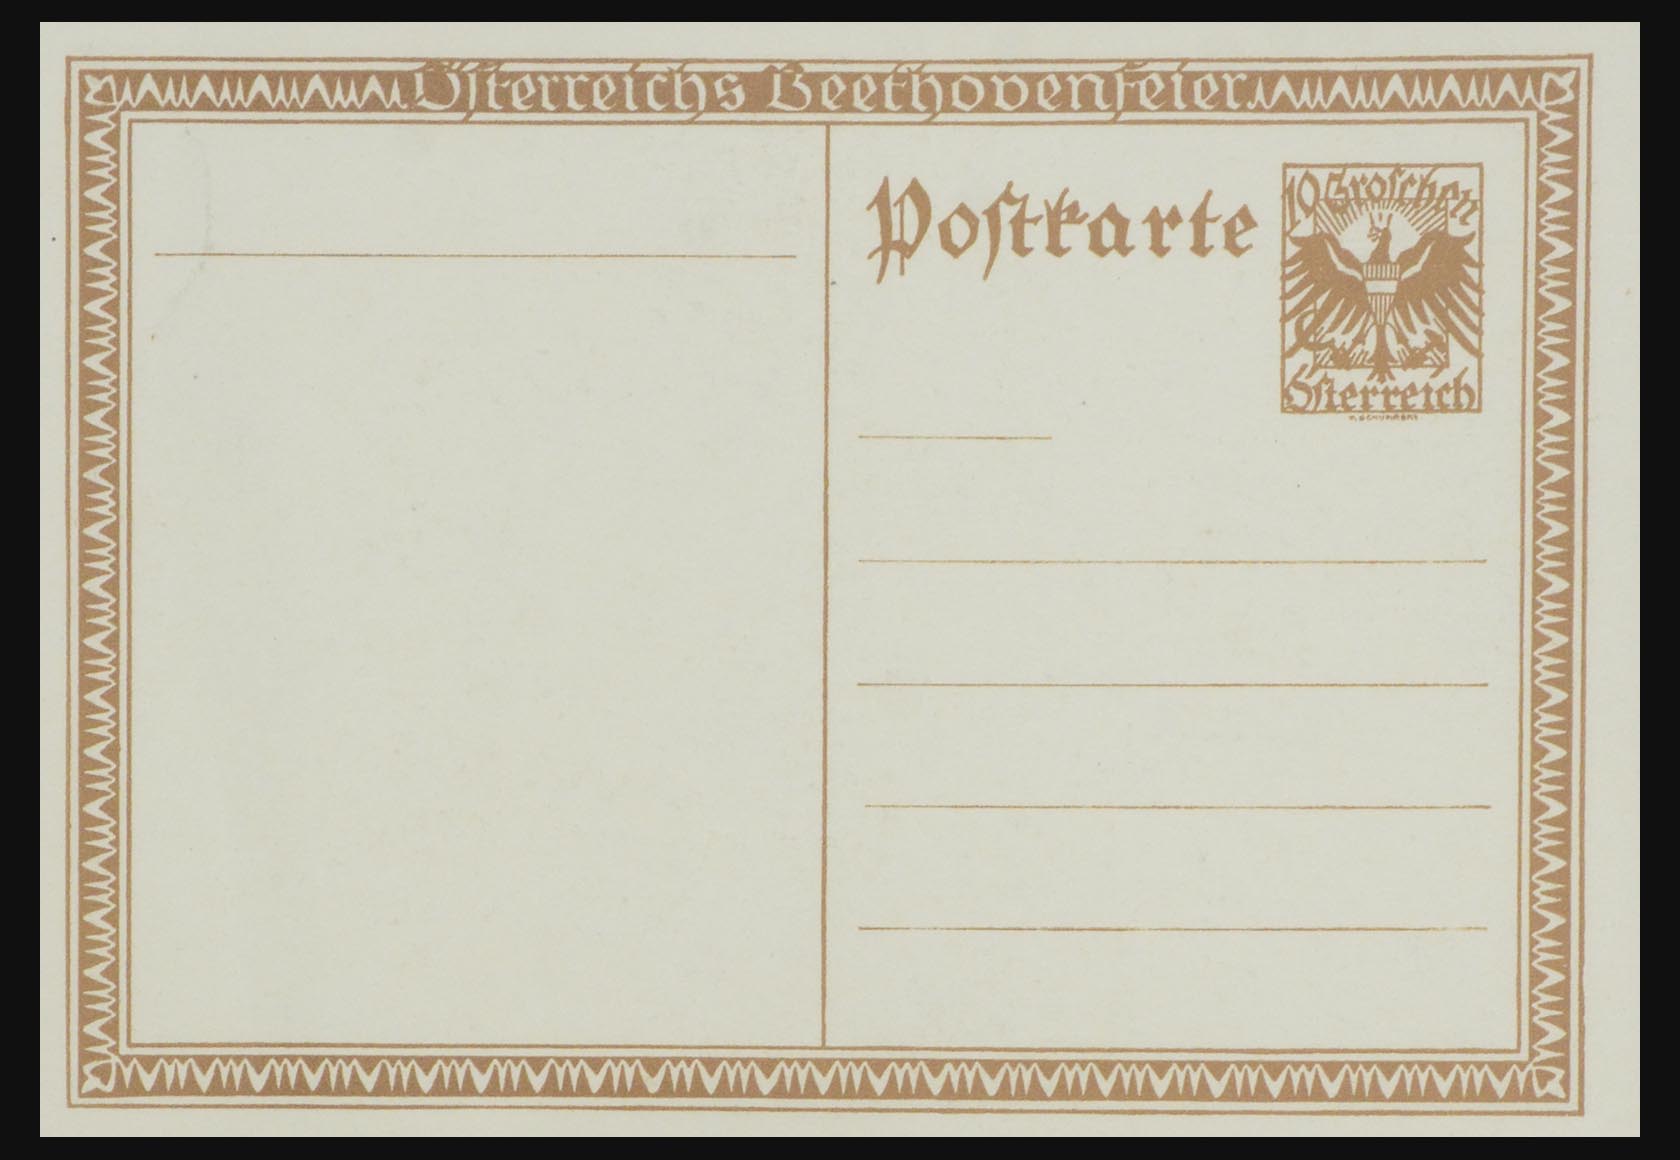 Österreichs Beethovenfeier
Postkarte
10 Groschen
Österreich